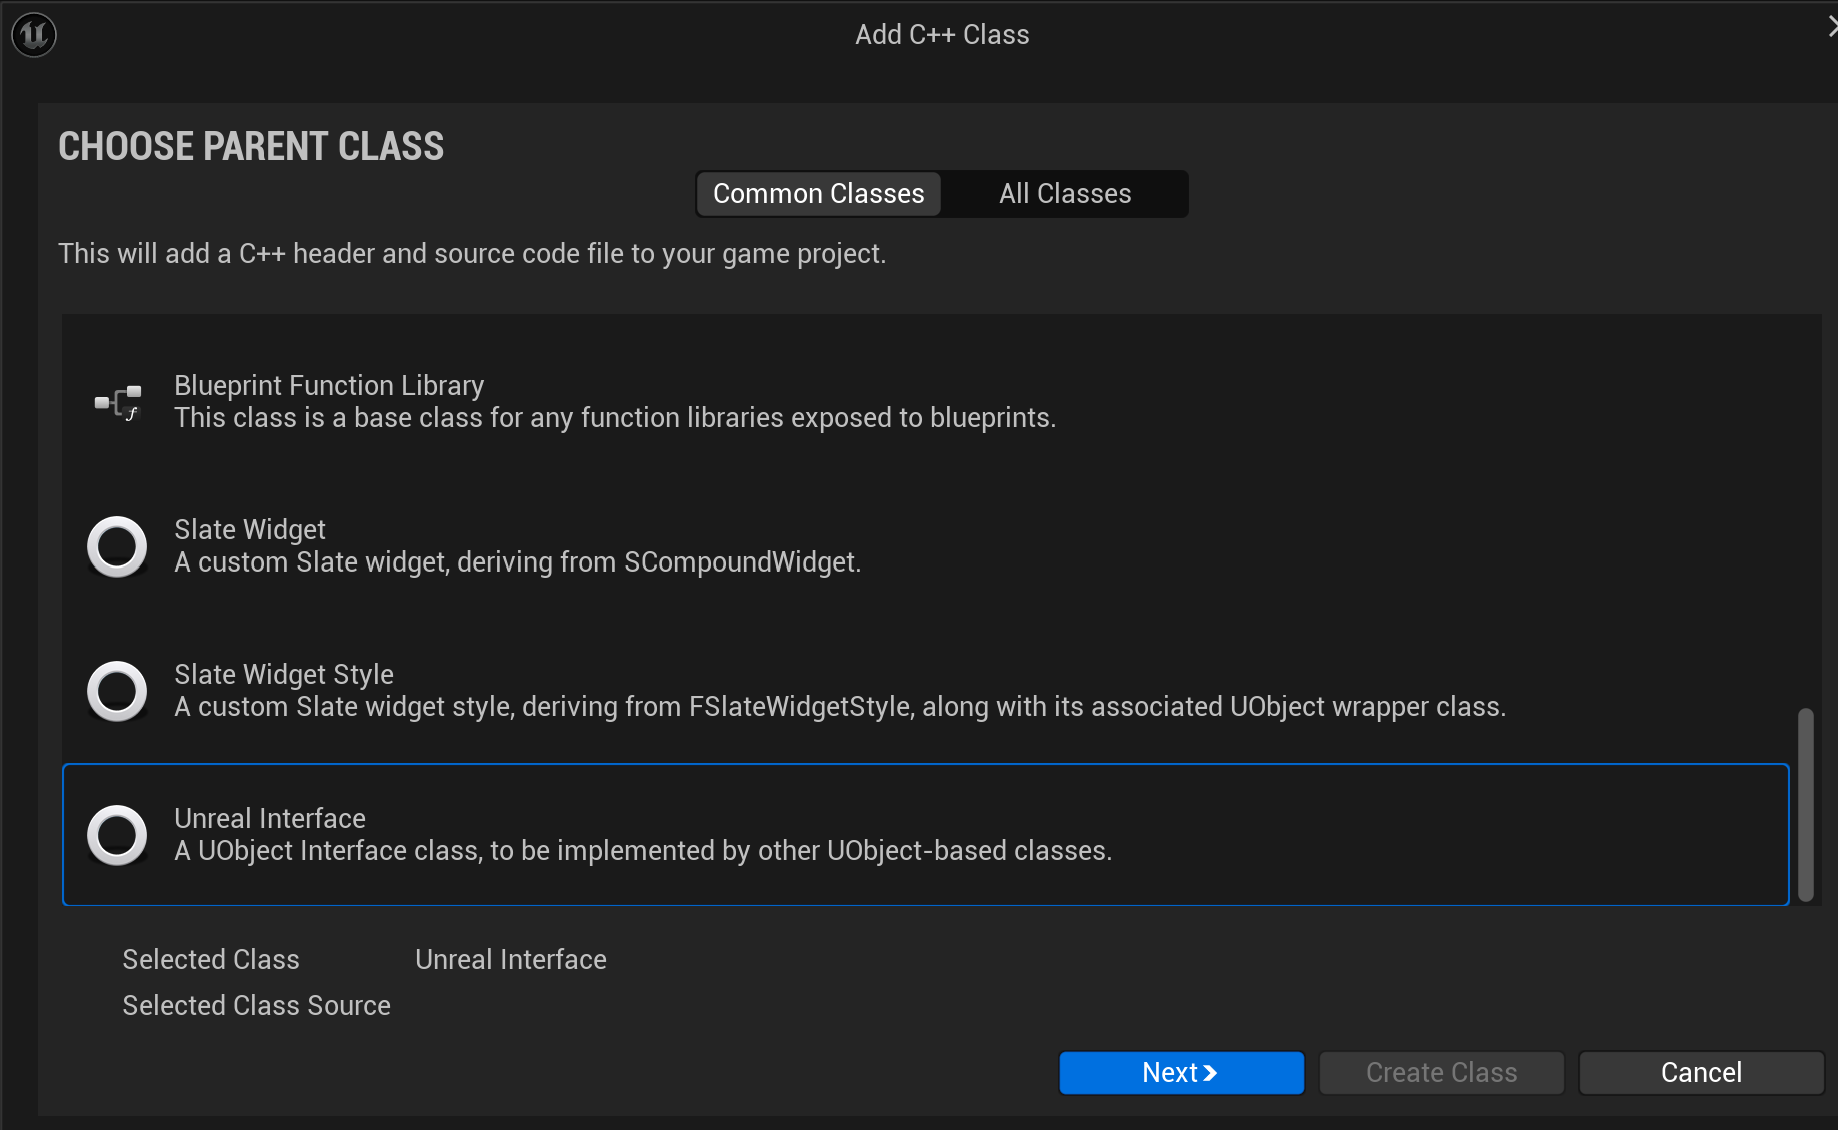 Add C++ Class
CHOOSE PARENT CLASS
Common Classes
All Classes
This will add a C++ header and source code file to your game project.
Blueprint Function Library
This class is a base class for any function libraries exposed to blueprints.
Slate Widget
A custom Slate widget, deriving from SCompoundWidget.
Slate Widget Style
A custom Slate widget style, deriving from FSlateWidgetStyle, along with its associated UObject wrapper class.
Unreal Interface
A UObject Interface class, to be implemented by other UObject-based classes.
Selected Class
Unreal Interface
Selected Class Source
Next
Create Class
Cancel